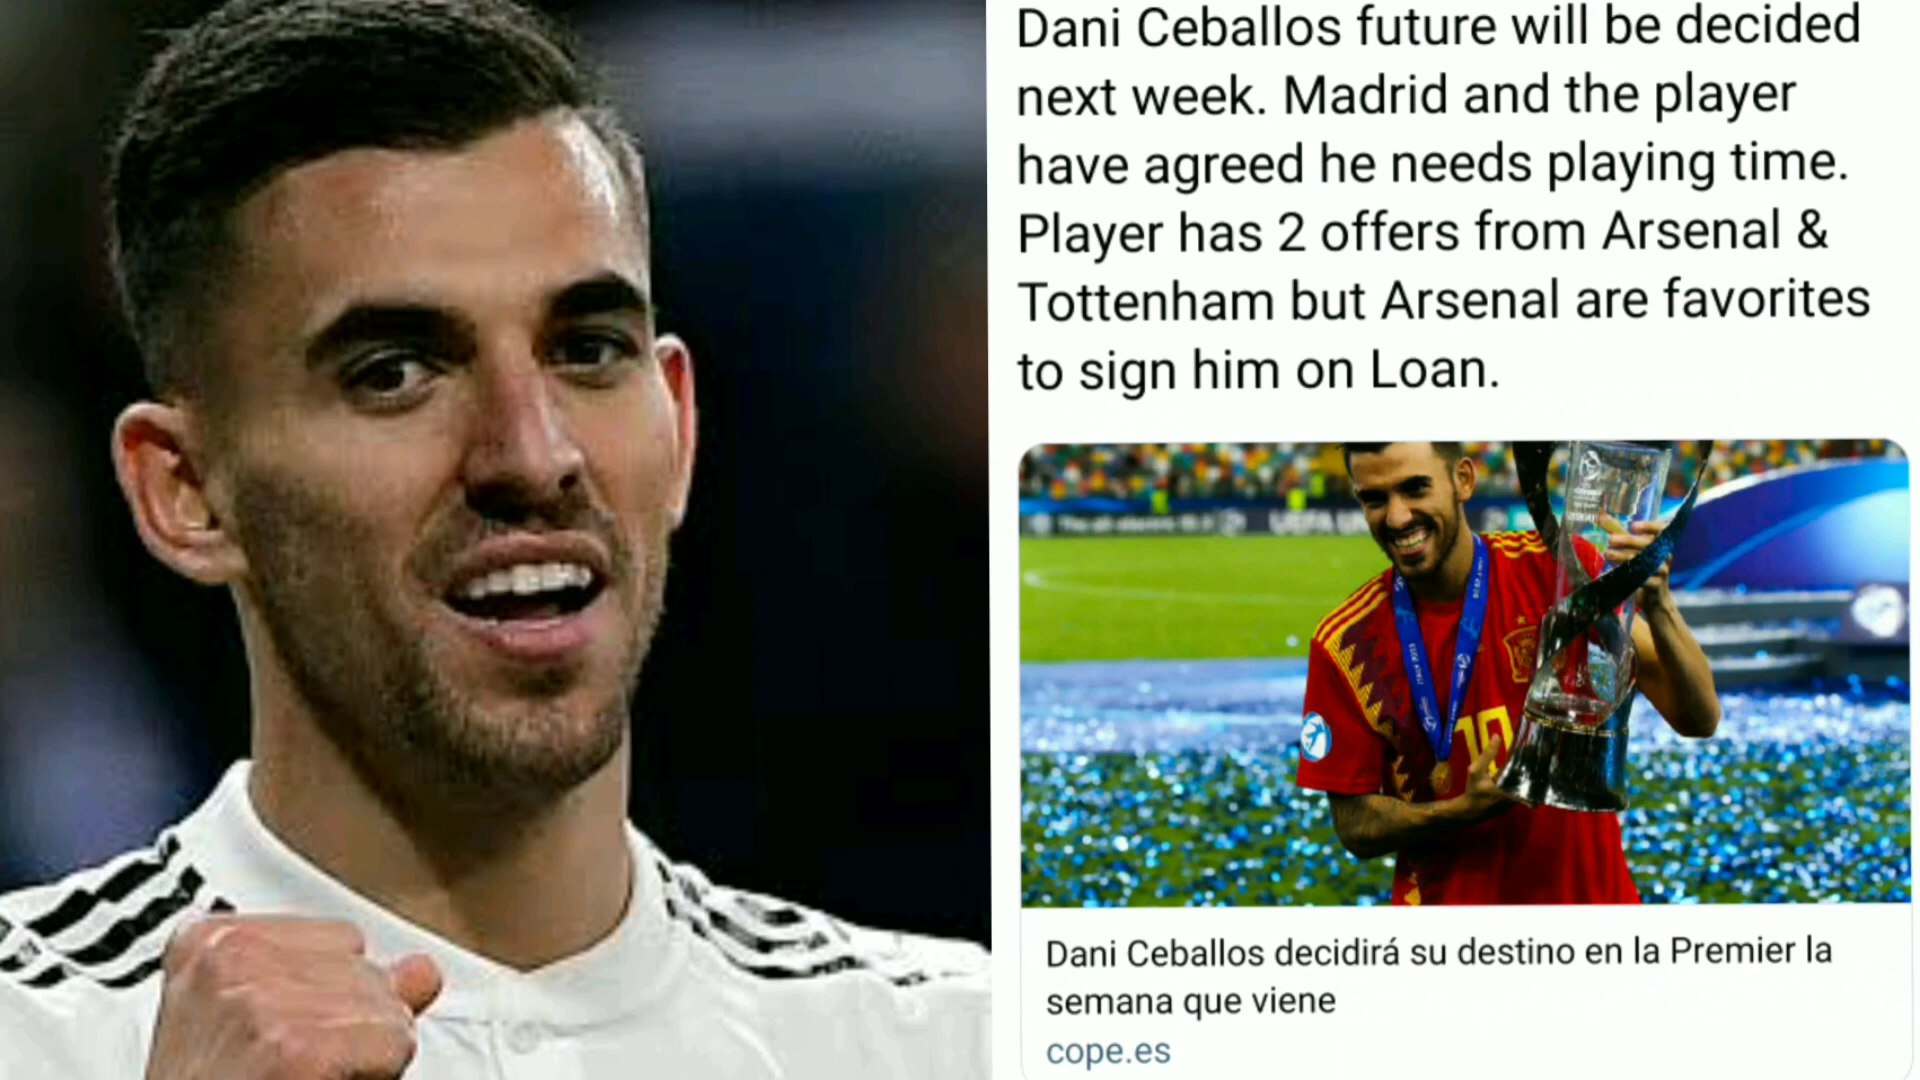 Dani Ceballos future will be decided
next week. Madrid and the player
have agreed he needs playing time.
Player has 2 offers from Arsenal &
Tottenham but Arsenal are favorites
to sign him on Loan.
10
Dani Ceballos decidirá su destino en la Premier la
semana que viene
cope.es